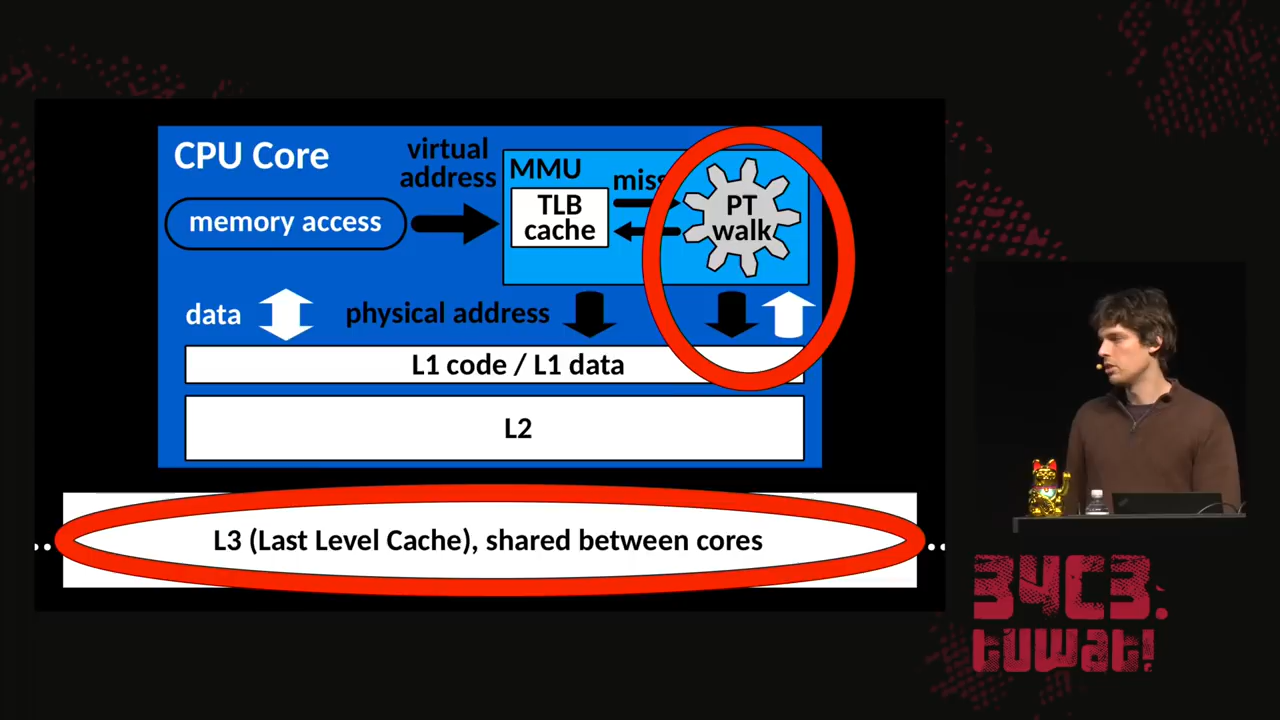 CPU Core
virtual
address
MMU
miss
TLB
cache
PT
walk
memory access
data
physical address
L1 code / L1 data
L2
L3 (Last Level Cache), shared between cores
34C3.
tuwat!